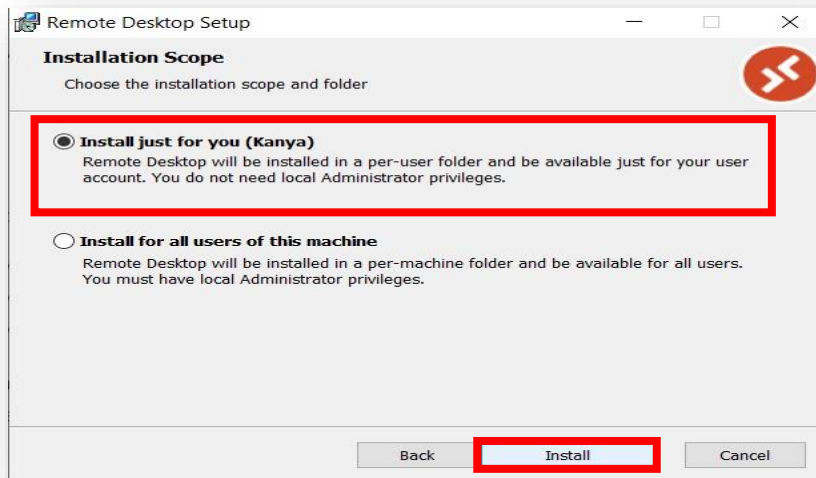 Remote Desktop Setup
Installation Scope
Choose the installation scope and folder
Install just for you (Kanya)
Remote Desktop will be installed in a per-user folder and be available just for your user
account. You do not need local Administrator privileges.
Install for all users of this machine
Remote Desktop will be installed in a per-machine folder and be available for all users.
You must have local Administrator privileges.
Back Install Cancel